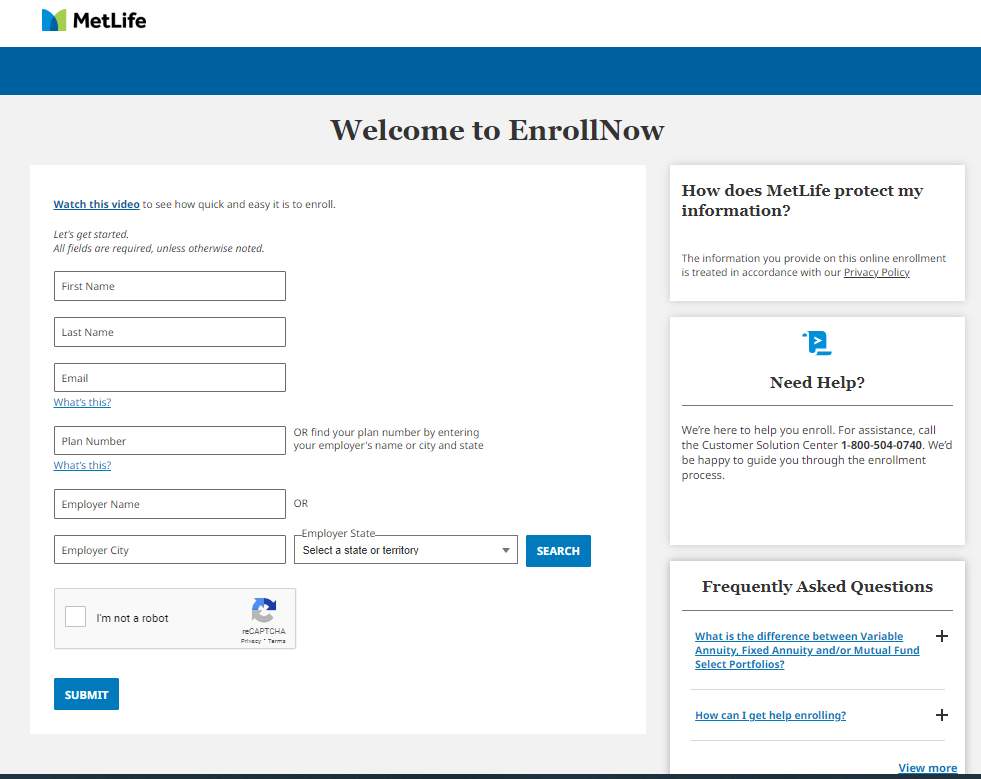 MetLife
Welcome to EnrollNow
Watch this video to see how quick and easy it is to enroll.
Let's get started.
All fields are required, unless otherwise noted.
First Name
Last Name
Email
What's this?
Plan Number
OR find your plan number by entering
your employer's name or city and state
What's this?
Employer Name
OR
Employer City
Employer State
Select a state or territory
SEARCH
I'm not a robot
reCAPTCHA
Privacy - Terms
SUBMIT
How does MetLife protect my
information?
The information you provide on this online enrollment
is treated in accordance with our Privacy Policy
Need Help?
We're here to help you enroll. For assistance, call
the Customer Solution Center 1-800-504-0740. We'd
be happy to guide you through the enrollment
process.
Frequently Asked Questions
What is the difference between Variable
Annuity, Fixed Annuity and/or Mutual Fund
Select Portfolios?
How can I get help enrolling?
View more